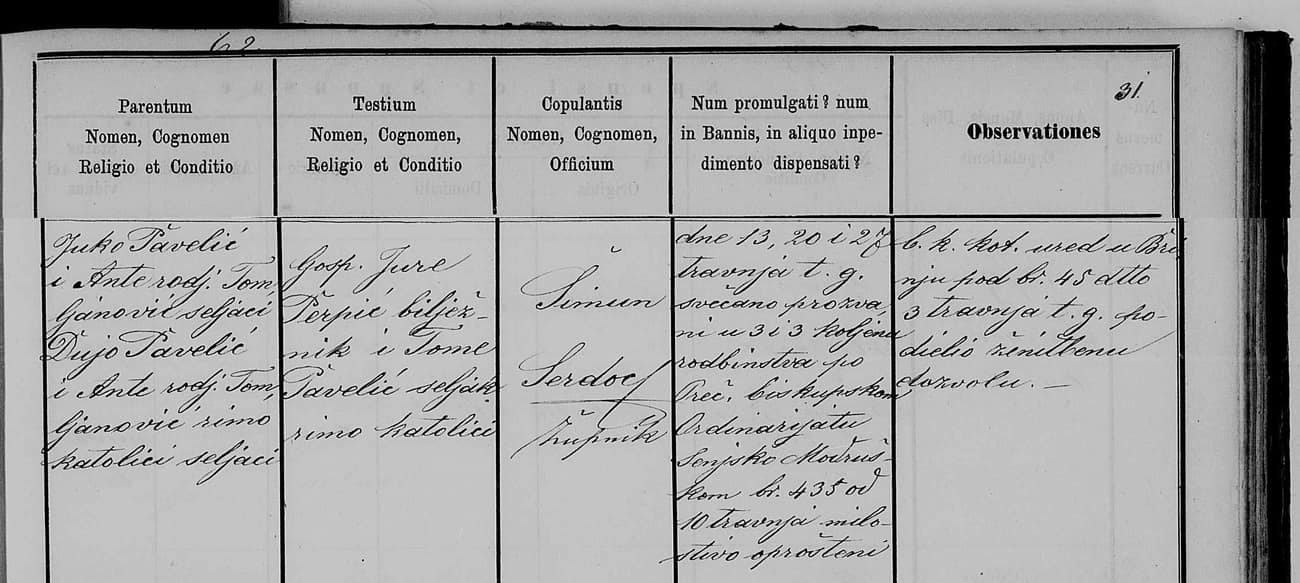 62
31.
Parentum
Nomen, Cognomen
Religio et Conditio
Testium
Nomen, Cognomen,
Religio et Conditio
Copulantis
Nomen, Cognomen,
Officium
Num promulgati? num
in Bannis, in aliquo inpe-
dimento dispensati?
Observationes
Juko Pavelić
i Ante rodj. Tom
ljanović seljaci
Dujo Pavelić
i Ante rodj. Tom,
ljanović rimo
katolici seljaci
Gosp. Jure
Perpić biljež-
nik i Tome
Pavelić seljak
rimo katolici
Šimun
Serdoč
župnik
dne 13, 20 i 27
travnja t. g.
svečano prozva,
ni u 3 i 3 koljenu
rodbinstva po
Preč. biskupskom
Ordinarijatu
Senjsko Modruš-
kom br. 435 od
10 travnja milo-
stivo oprošteni
C. k. kot. ured u Bri,
nju pod br. 45 dtto
3 travnja t. g. po-
dielio ženitbenu
dozvolu. —